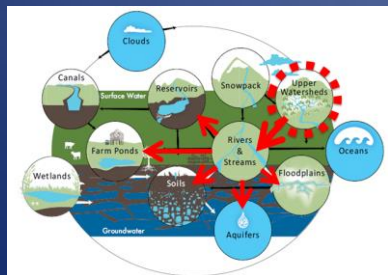 Clouds
Canals
Surface Water
Reservoirs
Snowpack
Upper
Watersheds
Farm Ponds
Rivers
&
Streams
Oceans
Wetlands
Soils
Floodplains
Groundwater
Aquifers